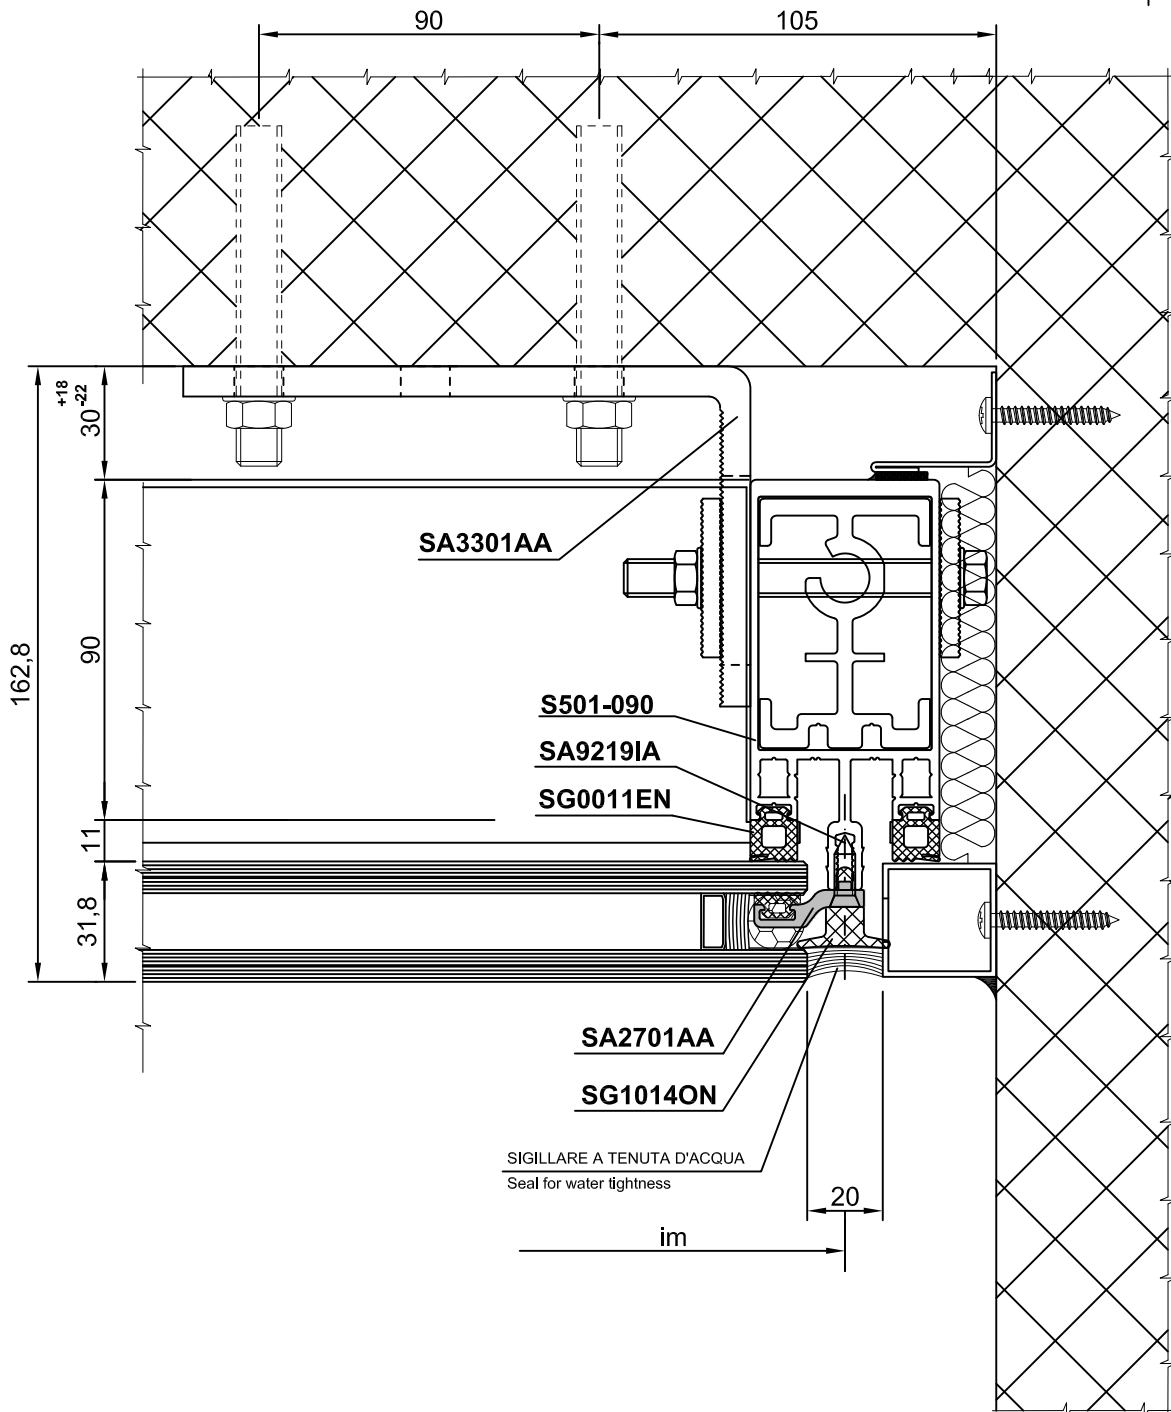 90
105
+18
30-22
SA3301AA
162,8
90
S501-090
SA9219IA
SG0011EN
11
31,8
SA2701AA
SG1014ON
SIGILLARE A TENUTA D'ACQUA
Seal for water tightness
20
im